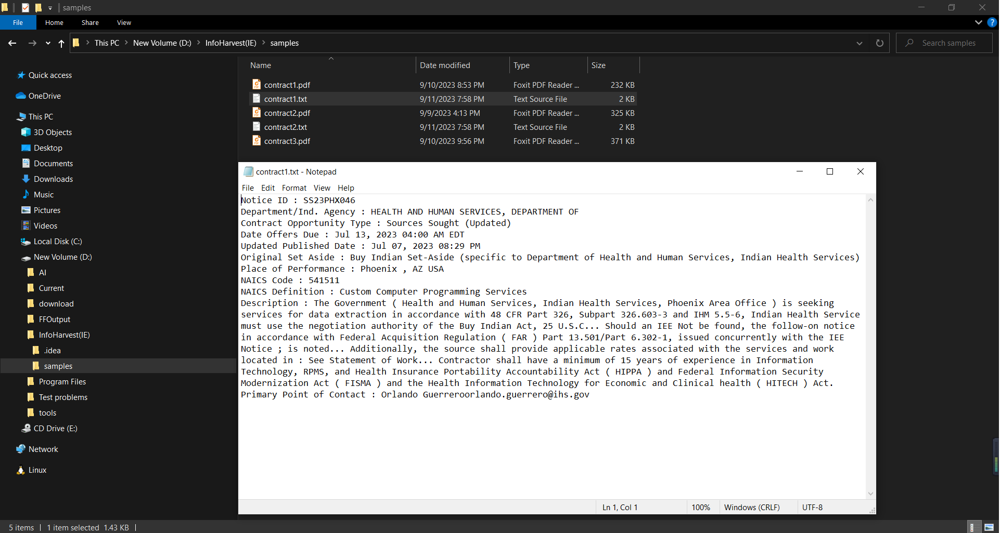 samples
File Home Share View
This PC New Volume (D:) InfoHarvest(IE) samples
Search samples
Name Date modified Type Size
contract1.pdf 9/10/2023 8:53 PM Foxit PDF Reader ... 232 KB
contract1.txt 9/11/2023 7:58 PM Text Source File 2 KB
contract2.pdf 9/9/2023 4:13 PM Foxit PDF Reader ... 325 KB
contract2.txt 9/11/2023 7:58 PM Text Source File 2 KB
contract3.pdf 9/10/2023 9:56 PM Foxit PDF Reader ... 371 KB
Quick access
OneDrive
This PC
3D Objects
Desktop
Documents
Downloads
Music
Pictures
Videos
Local Disk (C:)
New Volume (D:)
AI
Current
download
FFOutput
InfoHarvest(IE)
.idea
samples
Program Files
Test problems
tools
CD Drive (E:)
Network
Linux
contract1.txt - Notepad
File Edit Format View Help
Notice ID : SS23PHX046
Department/Ind. Agency : HEALTH AND HUMAN SERVICES, DEPARTMENT OF
Contract Opportunity Type : Sources Sought (Updated)
Date Offers Due : Jul 13, 2023 04:00 AM EDT
Updated Published Date : Jul 07, 2023 08:29 PM
Original Set Aside : Buy Indian Set-Aside (specific to Department of Health and Human Services, Indian Health Services)
Place of Performance : Phoenix , AZ USA
NAICS Code : 541511
NAICS Definition : Custom Computer Programming Services
Description : The Government ( Health and Human Services, Indian Health Services, Phoenix Area Office ) is seeking
services for data extraction in accordance with 48 CFR Part 326, Subpart 326.603-3 and IHM 5.5-6, Indian Health Service
must use the negotiation authority of the Buy Indian Act, 25 U.S.C... Should an IEE Not be found, the follow-on notice
in accordance with Federal Acquisition Regulation ( FAR ) Part 13.501/Part 6.302-1, issued concurrently with the IEE
Notice ; is noted... Additionally, the source shall provide applicable rates associated with the services and work
located in : See Statement of Work... Contractor shall have a minimum of 15 years of experience in Information
Technology, RPMS, and Health Insurance Portability Accountability Act ( HIPPA ) and Federal Information Security
Modernization Act ( FISMA ) and the Health Information Technology for Economic and Clinical health ( HITECH ) Act.
Primary Point of Contact : Orlando Guerreroorlando.guerrero@ihs.gov
Ln 1, Col 1 100% Windows (CRLF) UTF-8
5 items 1 item selected 1.43 KB